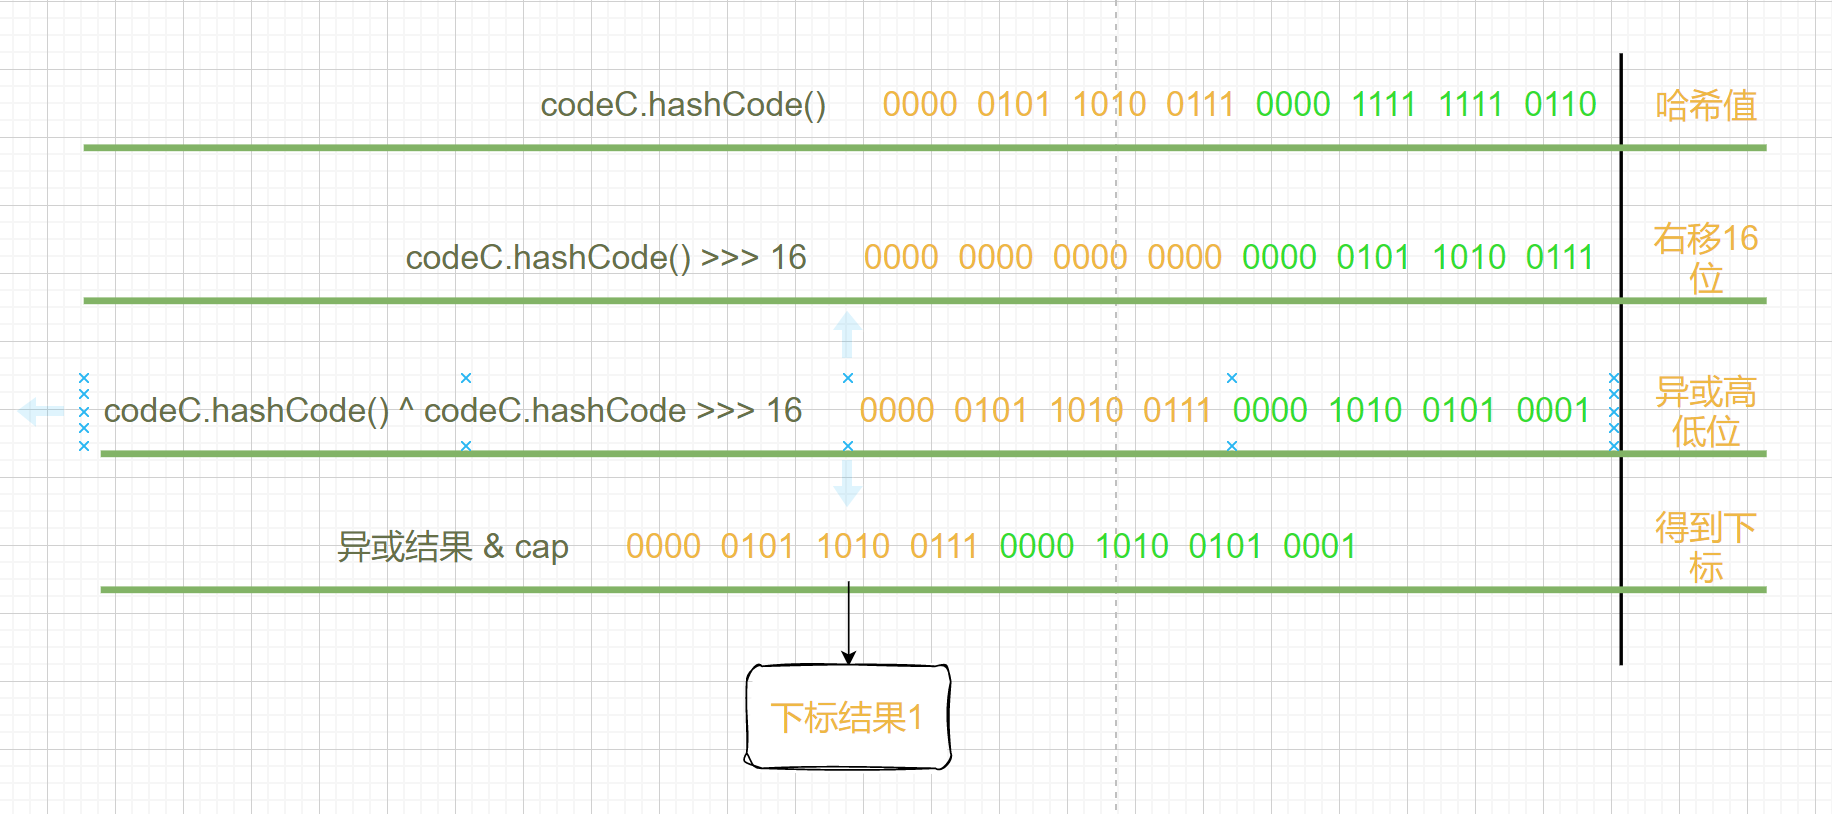 codeC.hashCode() 0000 0101 1010 0111 0000 1111 1111 0110 哈希值
codeC.hashCode() >>> 16 0000 0000 0000 0000 0000 0101 1010 0111 右移16
位
codeC.hashCode() ^ codeC.hashCode >>> 16 0000 0101 1010 0111 0000 1010 0101 0001 异或高
低位
异或结果 & cap 0000 0101 1010 0111 0000 1010 0101 0001 得到下
标
下标结果1